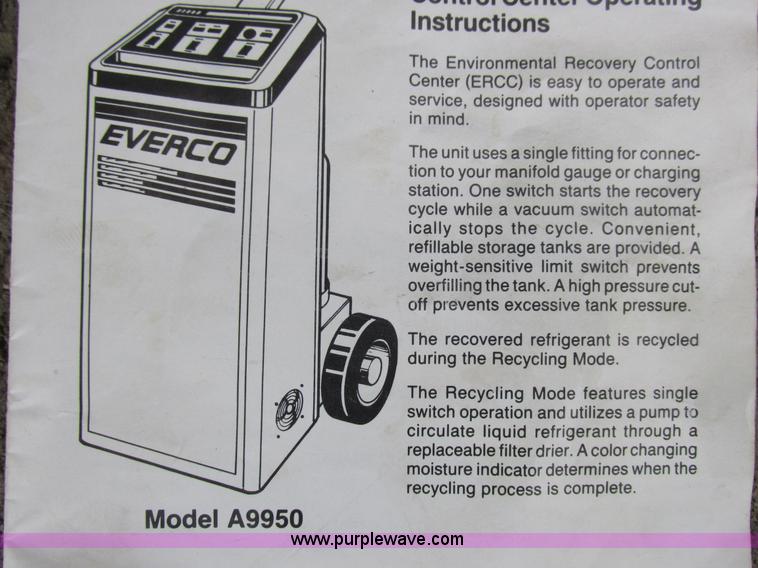 Control Center Operating
Instructions
The Environmental Recovery Control
Center (ERCC) is easy to operate and
service, designed with operator safety
in mind.
The unit uses a single fitting for connec-
tion to your manifold gauge or charging
station. One switch starts the recovery
cycle while a vacuum switch automat-
ically stops the cycle. Convenient,
refillable storage tanks are provided. A
weight-sensitive limit switch prevents
overfilling the tank. A high pressure cut-
off prevents excessive tank pressure.
The recovered refrigerant is recycled
during the Recycling Mode.
The Recycling Mode features single
switch operation and utilizes a pump to
circulate liquid refrigerant through a
replaceable filter drier. A color changing
moisture indicator determines when the
recycling process is complete.
EVERCO
Model A9950
www.purplewave.com